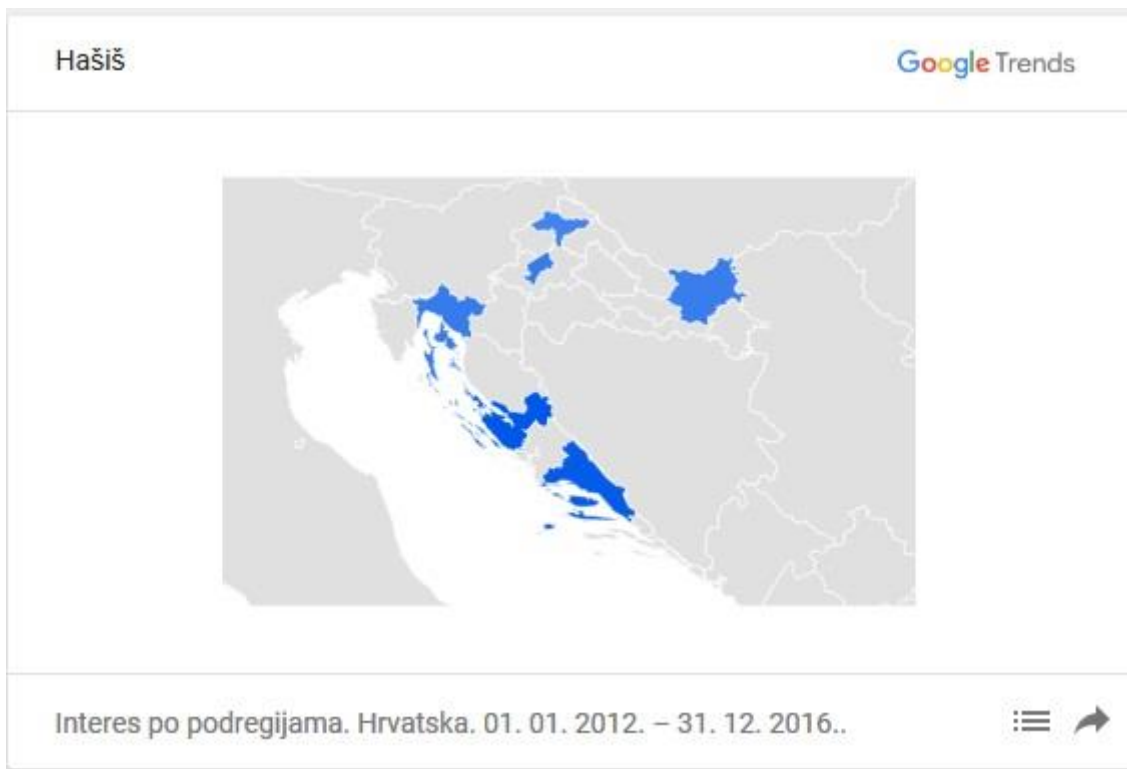 Hašiš
Google Trends
Interes po podregijama. Hrvatska. 01. 01. 2012. – 31. 12. 2016..